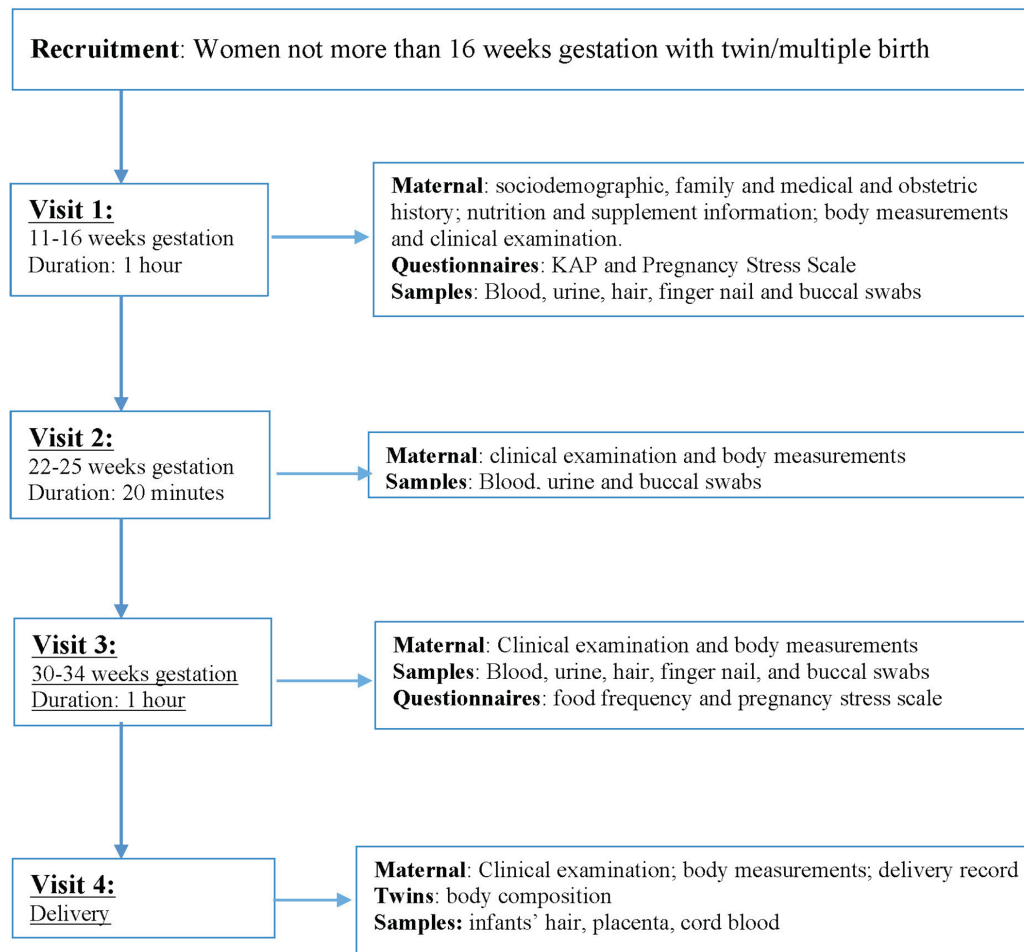 Recruitment: Women not more than 16 weeks gestation with twin/multiple birth
Visit 1:
11-16 weeks gestation
Duration: 1 hour
Maternal: sociodemographic, family and medical and obstetric
history; nutrition and supplement information; body measurements
and clinical examination.
Questionnaires: KAP and Pregnancy Stress Scale
Samples: Blood, urine, hair, finger nail and buccal swabs
Visit 2:
22-25 weeks gestation
Duration: 20 minutes
Maternal: clinical examination and body measurements
Samples: Blood, urine and buccal swabs
Visit 3:
30-34 weeks gestation
Duration: 1 hour
Maternal: Clinical examination and body measurements
Samples: Blood, urine, hair, finger nail, and buccal swabs
Questionnaires: food frequency and pregnancy stress scale
Visit 4:
Delivery
Maternal: Clinical examination; body measurements; delivery record
Twins: body composition
Samples: infants’ hair, placenta, cord blood